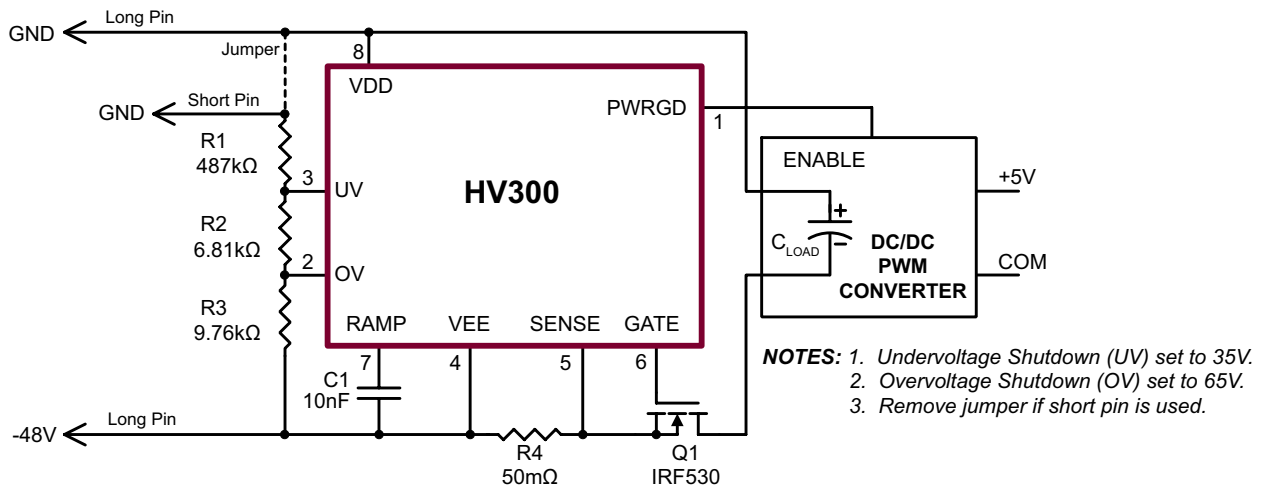 GND
Long Pin
Jumper
8
VDD
GND
Short Pin
PWRGD
1
R1
487kΩ
ENABLE
3
UV
HV300
+5V
+
R2
6.81kΩ
CLOAD
−
DC/DC
PWM
CONVERTER
2
OV
COM
R3
9.76kΩ
RAMP
VEE
SENSE
GATE
7
4
5
6
C1
10nF
NOTES: 1. Undervoltage Shutdown (UV) set to 35V.
2. Overvoltage Shutdown (OV) set to 65V.
3. Remove jumper if short pin is used.
-48V
Long Pin
R4
50mΩ
Q1
IRF530